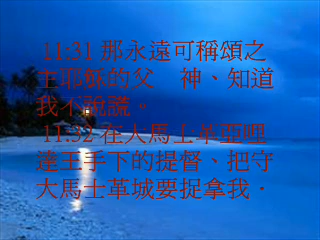 11:31 那永遠可稱頌之
主耶穌的父　神、知道
我不說謊。
11:32 在大馬士革亞哩
達王手下的提督、把守
大馬士革城要捉拿我．